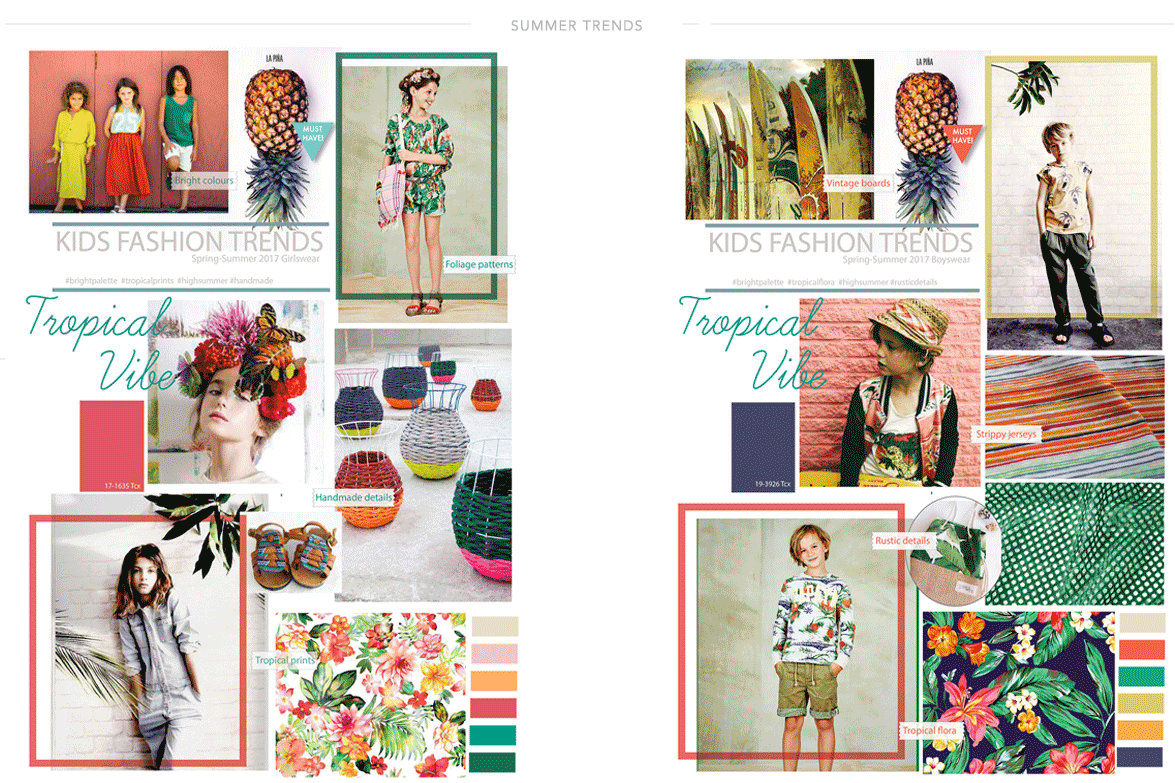 SUMMER TRENDS
LA PIÑA
MUST
HAVE!
25
Bright colours
KIDS FASHION TRENDS
Spring-Summer 2017 Girlswear
#brightpalette #tropicalprints #highsummer #handmade
Foliage patterns
Tropical
Vibe
17-1635 Tcx
Handmade details
Tropical prints
LA PIÑA
MUST
HAVE!
Vintage boards
KIDS FASHION TRENDS
Spring-Summer 2017 Boyswear
#brightpalette #tropicalflora #highsummer #rusticdetails
Tropical
Vibe
19-3926 Tcx
Strippy jerseys
Rustic details
Tropical flora